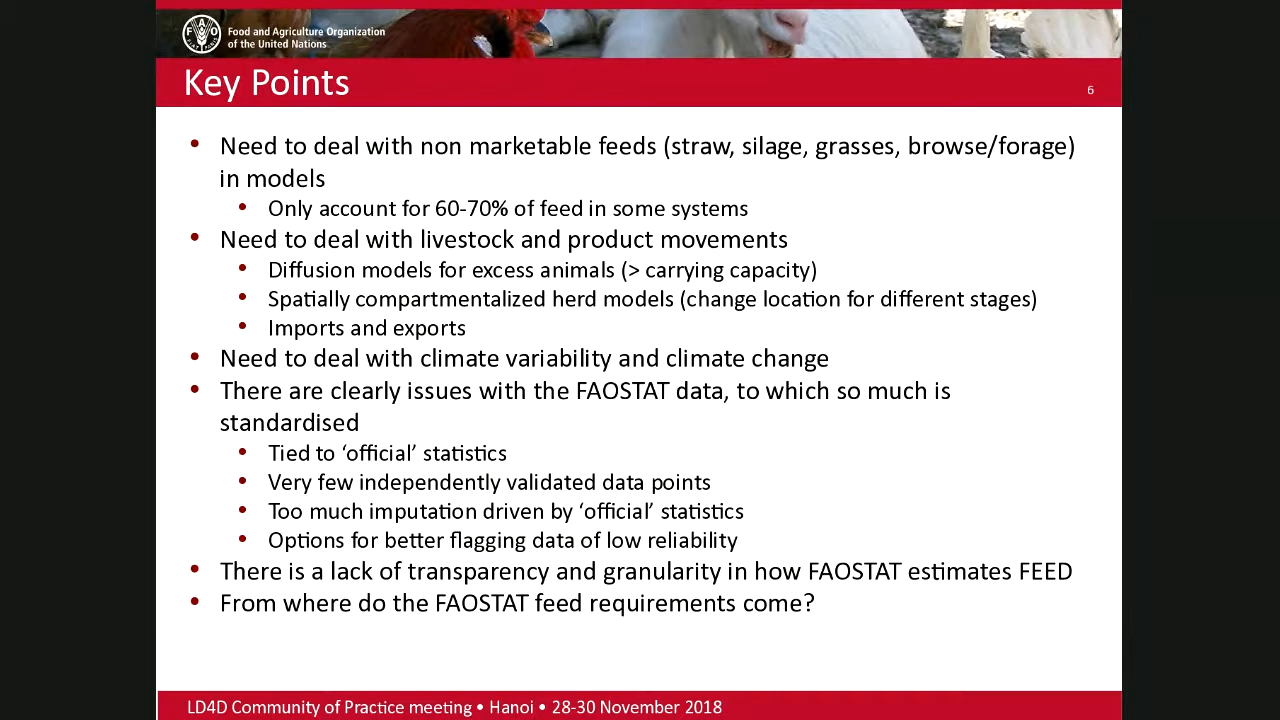 FAO
Food and Agriculture Organization
of the United Nations
Key Points
6
• Need to deal with non marketable feeds (straw, silage, grasses, browse/forage)
in models
• Only account for 60-70% of feed in some systems
• Need to deal with livestock and product movements
• Diffusion models for excess animals (> carrying capacity)
• Spatially compartmentalized herd models (change location for different stages)
• Imports and exports
• Need to deal with climate variability and climate change
• There are clearly issues with the FAOSTAT data, to which so much is
standardised
• Tied to ‘official’ statistics
• Very few independently validated data points
• Too much imputation driven by ‘official’ statistics
• Options for better flagging data of low reliability
• There is a lack of transparency and granularity in how FAOSTAT estimates FEED
• From where do the FAOSTAT feed requirements come?
LD4D Community of Practice meeting • Hanoi • 28-30 November 2018